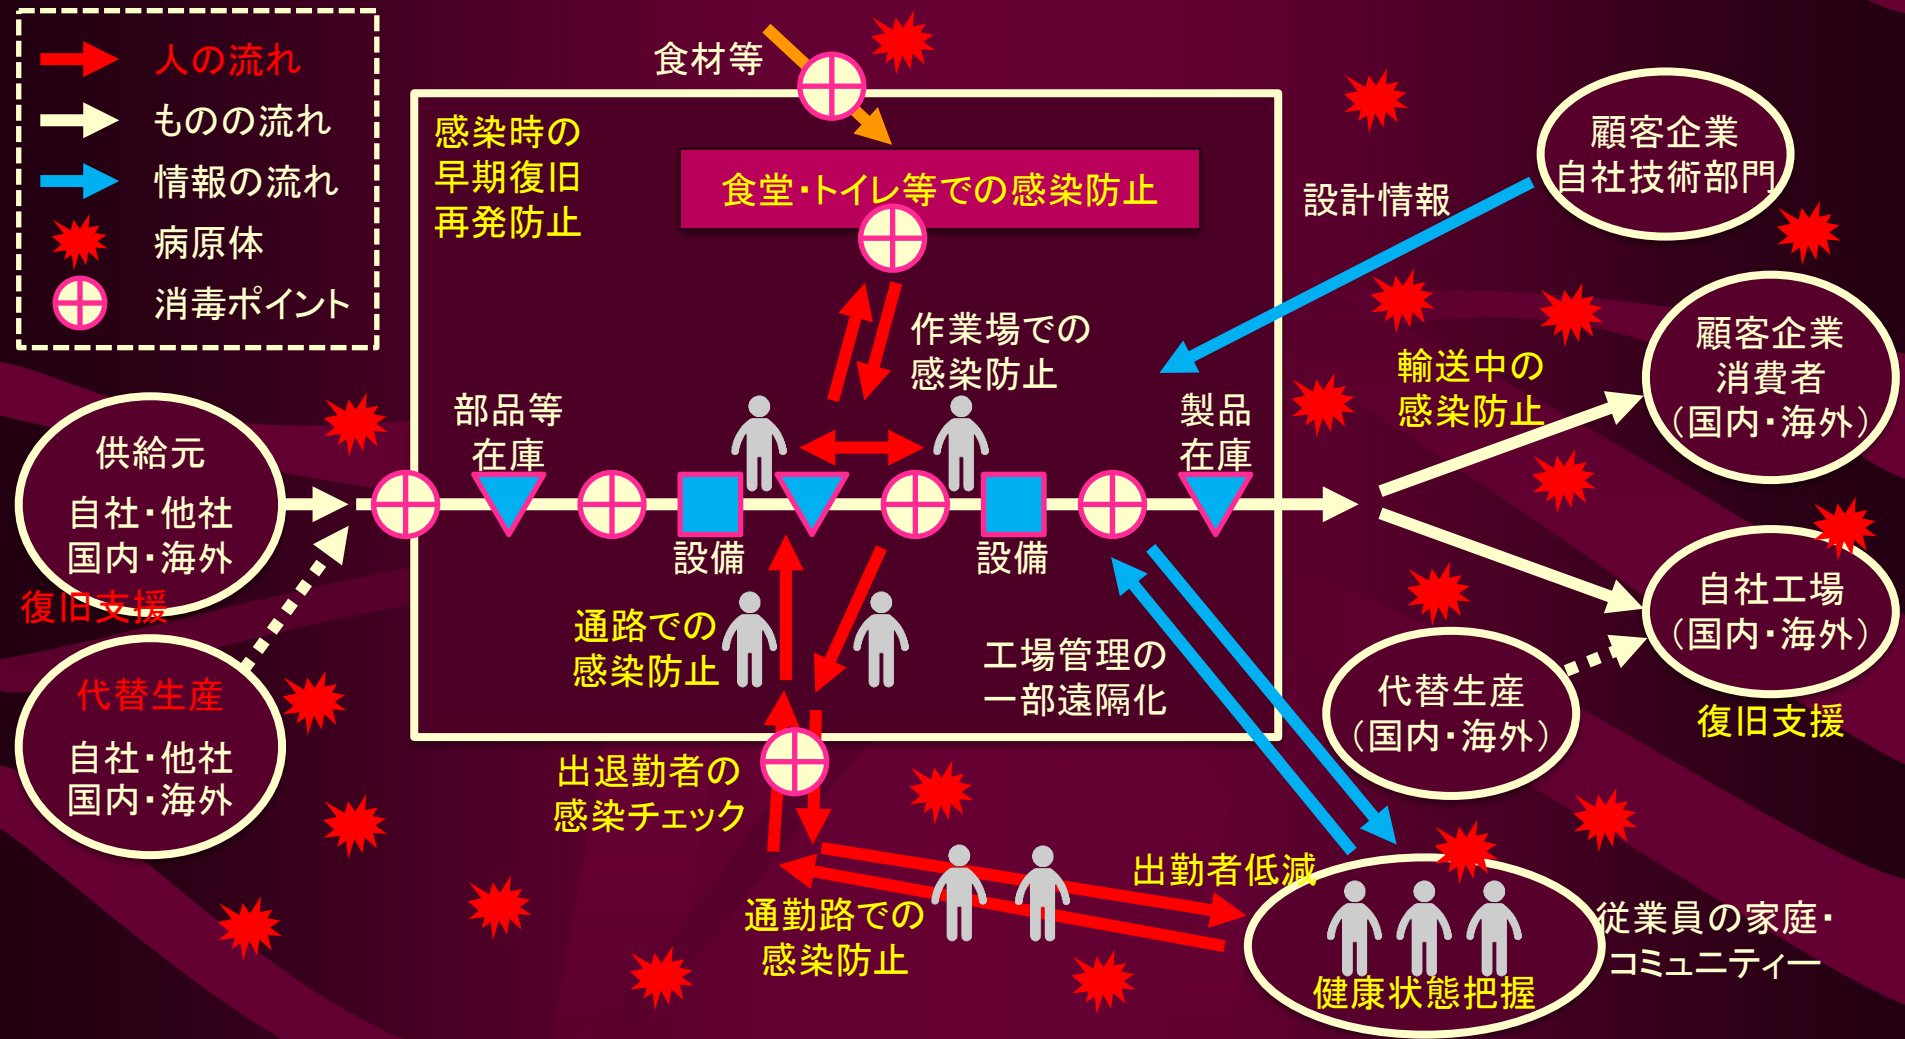 人の流れ
ものの流れ
情報の流れ
病原体
消毒ポイント
食材等
感染時の
早期復旧
再発防止
食堂・トイレ等での感染防止
設計情報
顧客企業
自社技術部門
作業場での
感染防止
部品等
在庫
製品
在庫
輸送中の
感染防止
顧客企業
消費者
（国内・海外）
供給元
自社・他社
国内・海外
復旧支援
設備
設備
通路での
感染防止
工場管理の
一部遠隔化
自社工場
（国内・海外）
復旧支援
代替生産
（国内・海外）
代替生産
自社・他社
国内・海外
出退勤者の
感染チェック
出勤者低減
通勤路での
感染防止
従業員の家庭・
コミュニティー
健康状態把握